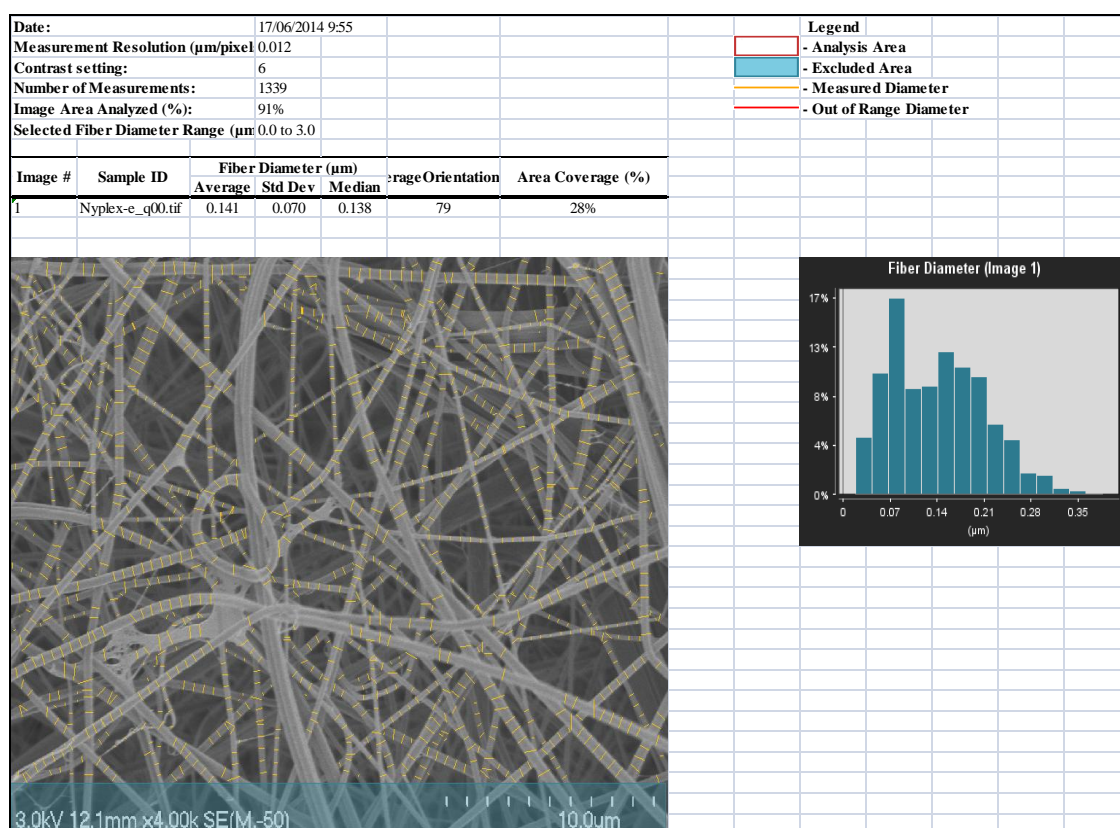 Date: 17/06/2014 9:55
Measurement Resolution (µm/pixel 0.012
Contrast setting: 6
Number of Measurements: 1339
Image Area Analyzed (%): 91%
Selected Fiber Diameter Range (µm 0.0 to 3.0
Legend
- Analysis Area
- Excluded Area
- Measured Diameter
- Out of Range Diameter
Image # Sample ID Fiber Diameter (µm) erageOrientation Area Coverage (%)
Average Std Dev Median
1 Nyplex-e_q00.tif 0.141 0.070 0.138 79 28%
3.0kV 12.1mm x4.00k SE(M,-50) 10.0um
Fiber Diameter (Image 1)
17%
13%
8%
4%
0%
0 0.07 0.14 0.21 0.28 0.35
(µm)